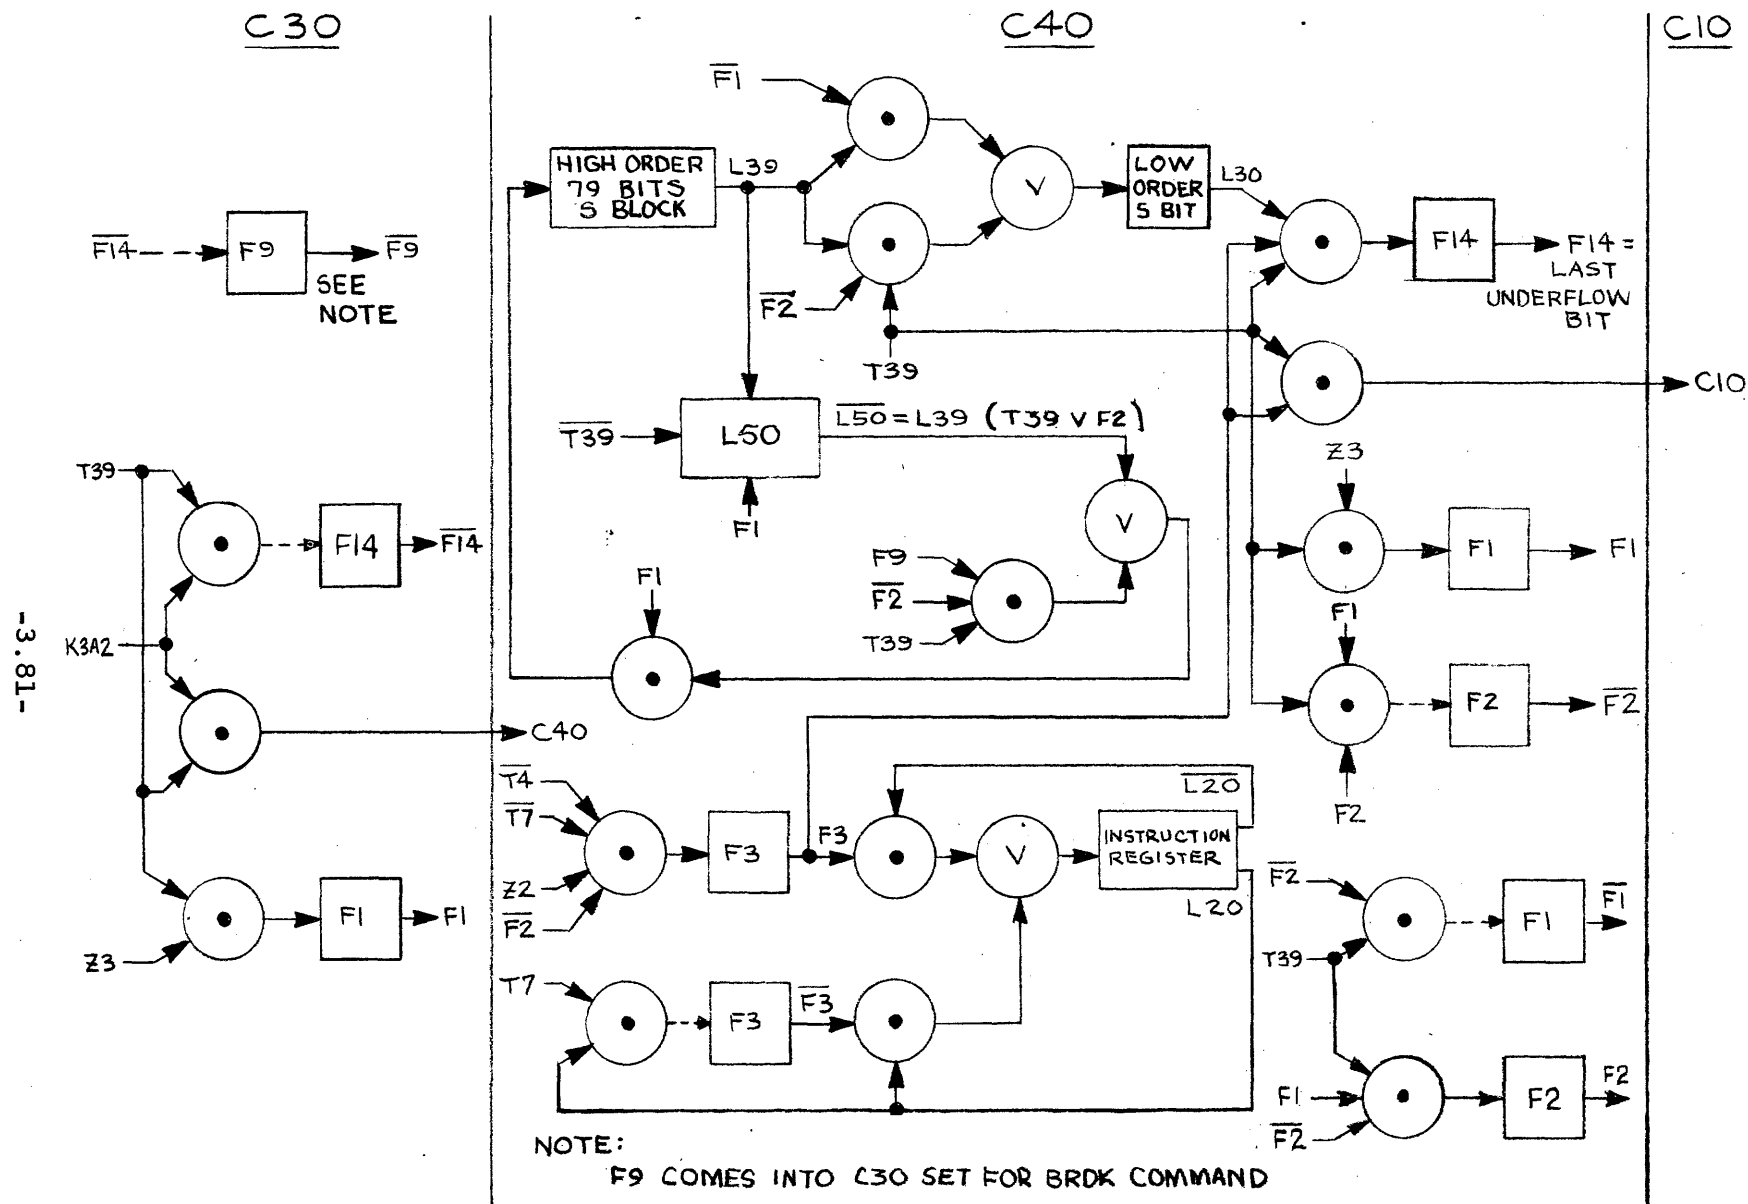 C30
C40
C10
F̅1̅
HIGH ORDER
79 BITS
S BLOCK
L39
V
LOW
ORDER
S BIT
L30
F14
F14 =
LAST
UNDERFLOW
BIT
F̅1̅4̅
F9
F̅9̅
SEE
NOTE
F̅2̅
T39
C10
T̅3̅9̅
L50
L̅5̅0̅ = L39 (T39 V F2)
F1
V
Z3
F1
F1
T39
F14
F̅1̅4̅
F9
F̅2̅
T39
F1
K3A2
F1
F2
F̅2̅
F2
C40
T̅4̅
T̅7̅
Z2
F̅2̅
F3
F3
V
INSTRUCTION
REGISTER
L̅2̅0̅
L20
F1
F1
Z3
F̅2̅
T39
F1
F̅1̅
T7
F3
F̅3̅
F1
F̅2̅
F2
F2
NOTE:
F9 COMES INTO C30 SET FOR BRDK COMMAND
-3.81-